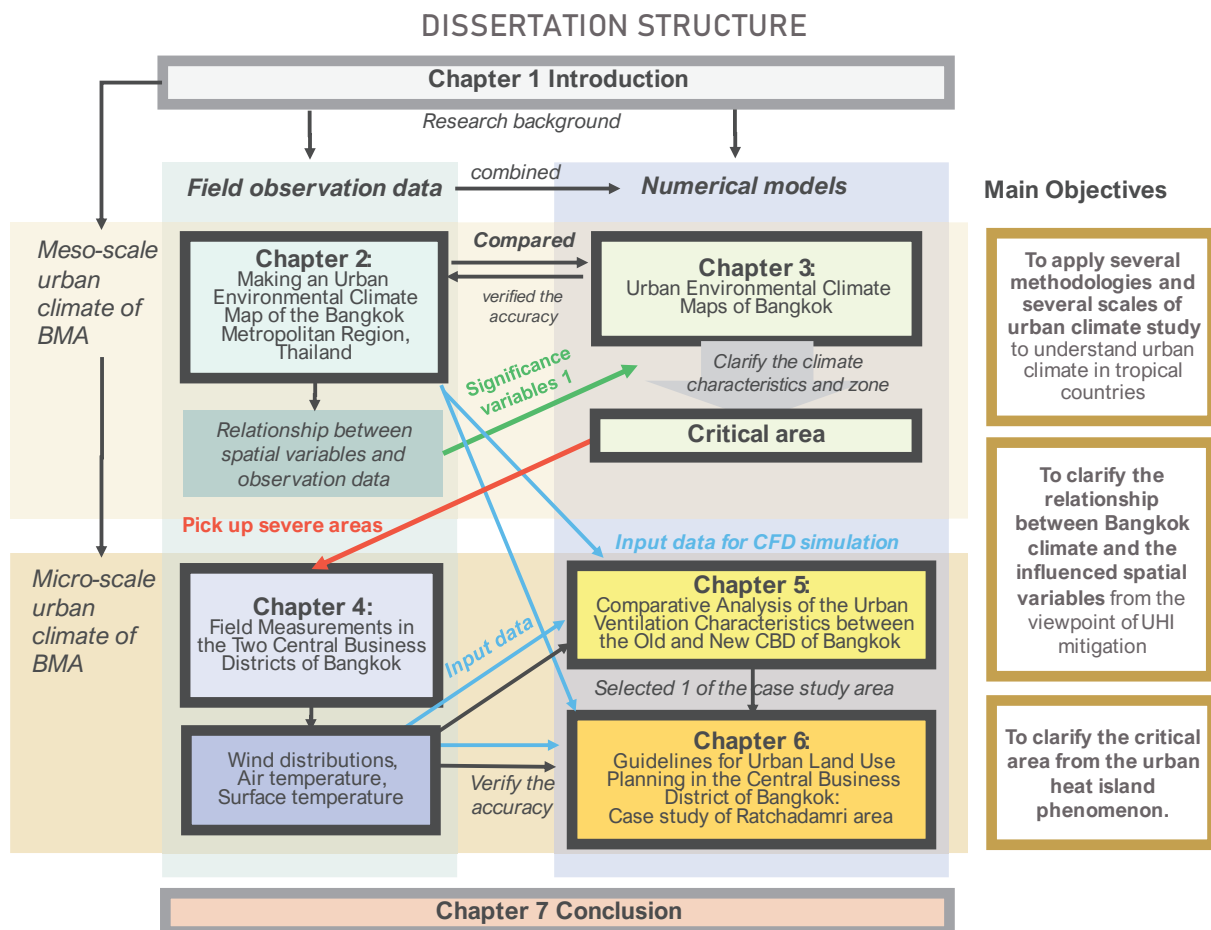 DISSERTATION STRUCTURE
Chapter 1 Introduction
Research background
Field observation data
combined
Numerical models
Main Objectives
Meso-scale
urban
climate of
BMA
Chapter 2:
Making an Urban
Environmental Climate
Map of the Bangkok
Metropolitan Region,
Thailand
Compared
verified the
accuracy
Chapter 3:
Urban Environmental Climate
Maps of Bangkok
Clarify the climate
characteristics and zone
Significance
variables 1
Relationship between
spatial variables and
observation data
Critical area
Pick up severe areas
To apply several
methodologies and
several scales of
urban climate study
to understand urban
climate in tropical
countries
To clarify the
relationship
between Bangkok
climate and the
influenced spatial
variables from the
viewpoint of UHI
mitigation
Micro-scale
urban
climate of
BMA
Input data for CFD simulation
Chapter 4:
Field Measurements in
the Two Central Business
Districts of Bangkok
Input data
Chapter 5:
Comparative Analysis of the Urban
Ventilation Characteristics between
the Old and New CBD of Bangkok
Selected 1 of the case study area
Wind distributions,
Air temperature,
Surface temperature
Verify the
accuracy
Chapter 6:
Guidelines for Urban Land Use
Planning in the Central Business
District of Bangkok:
Case study of Ratchadamri area
To clarify the critical
area from the urban
heat island
phenomenon.
Chapter 7 Conclusion